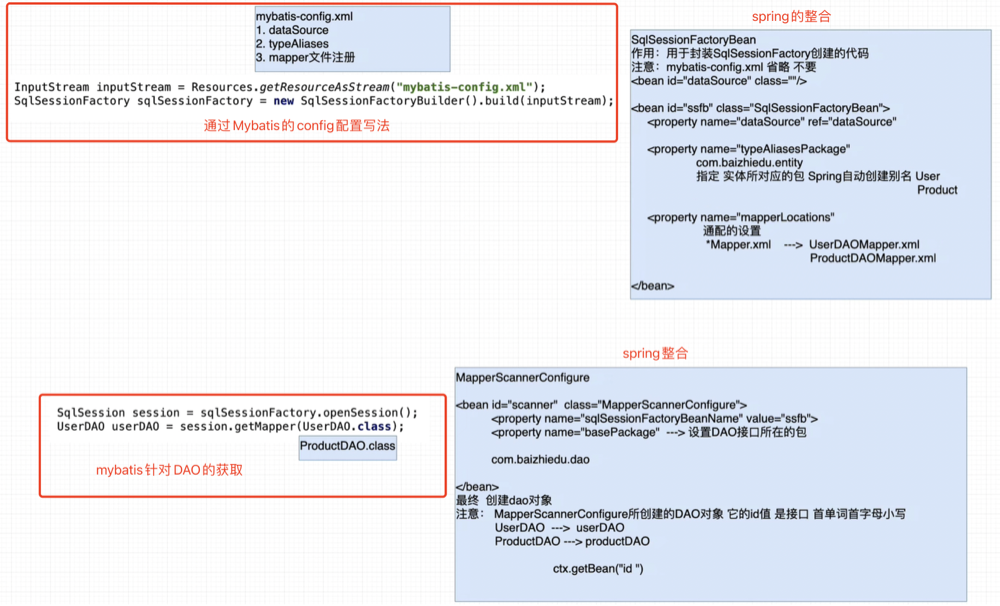 mybatis-config.xml
1. dataSource
2. typeAliases
3. mapper文件注册
InputStream inputStream = Resources.getResourceAsStream("mybatis-config.xml");
SqlSessionFactory sqlSessionFactory = new SqlSessionFactoryBuilder().build(inputStream);
通过Mybatis的config配置写法
spring的整合
SqlSessionFactoryBean
作用：用于封装SqlSessionFactory创建的代码
注意：mybatis-config.xml 省略 不要
<bean id="dataSource" class=""/>
<bean id="ssfb" class="SqlSessionFactoryBean">
<property name="dataSource" ref="dataSource"
<property name="typeAliasesPackage"
com.baizhiedu.entity
指定 实体所对应的包 Spring自动创建别名 User
Product
<property name="mapperLocations"
通配的设置
*Mapper.xml ---> UserDAOMapper.xml
ProductDAOMapper.xml
</bean>
SqlSession session = sqlSessionFactory.openSession();
UserDAO userDAO = session.getMapper(UserDAO.class);
ProductDAO.class
mybatis针对DAO的获取
spring整合
MapperScannerConfigure
<bean id="scanner" class="MapperScannerConfigure">
<property name="sqlSessionFactoryBeanName" value="ssfb">
<property name="basePackage" ---> 设置DAO接口所在的包
com.baizhiedu.dao
</bean>
最终 创建dao对象
注意： MapperScannerConfigure所创建的DAO对象 它的id值 是接口 首单词首字母小写
UserDAO ---> userDAO
ProductDAO ---> productDAO
ctx.getBean("id ")